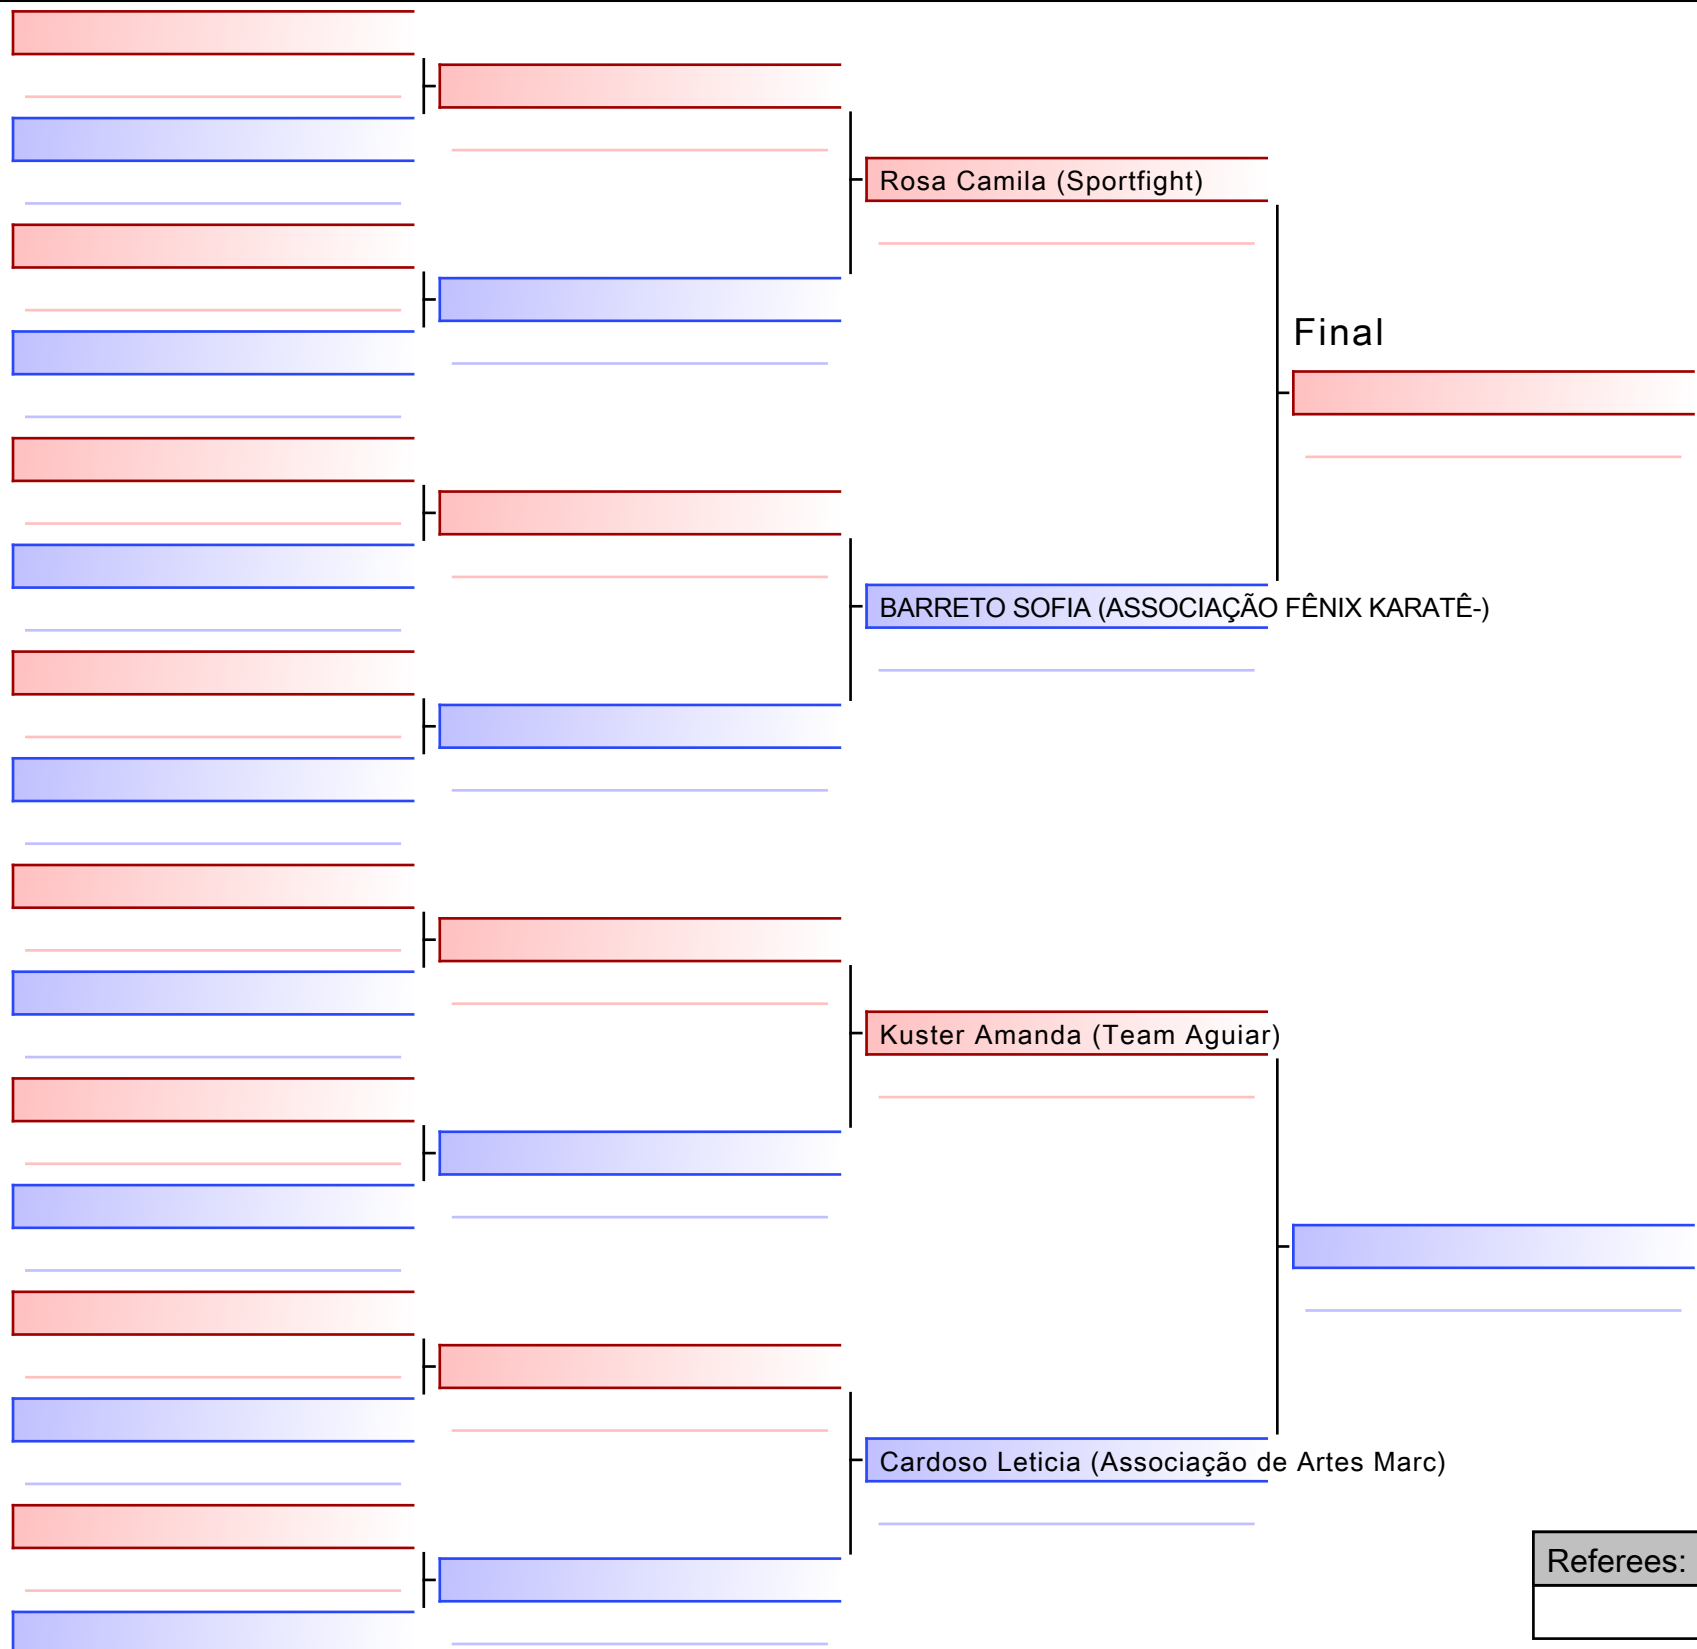 Rosa Camila (Sportfight)
Final
BARRETO SOFIA (ASSOCIAÇÃO FÊNIX KARATÊ-)
Kuster Amanda (Team Aguiar)
Cardoso Leticia (Associação de Artes Marc)
Referees: